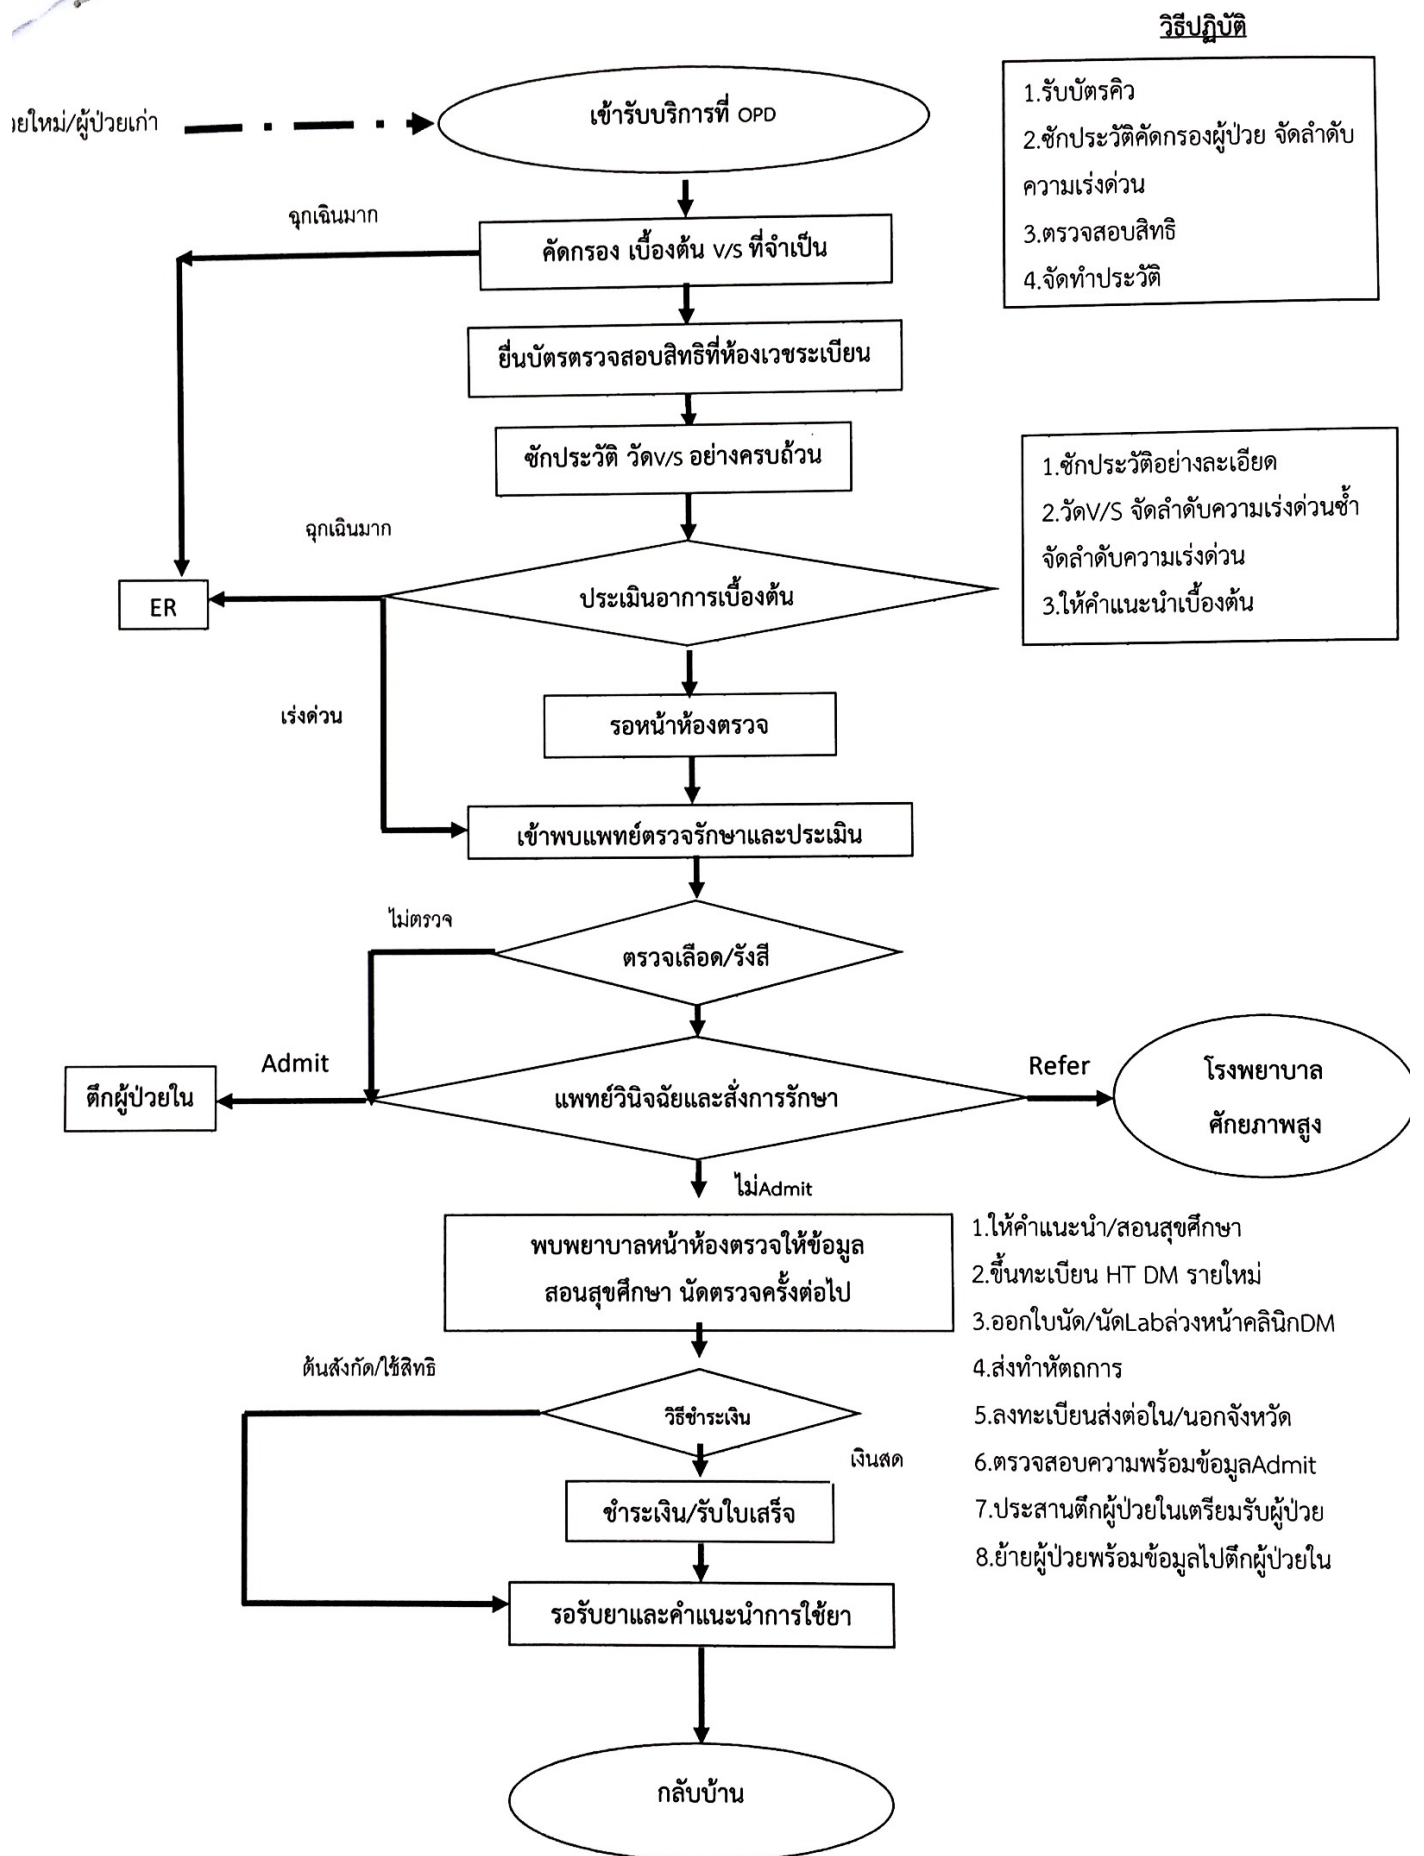 วิธีปฏิบัติ
เข้ารับบริการที่ OPD
ยใหม่/ผู้ป่วยเก่า
1.รับบัตรคิว
2.ซักประวัติคัดกรองผู้ป่วย จัดลำดับ
ความเร่งด่วน
3.ตรวจสอบสิทธิ
4.จัดทำประวัติ
ฉุกเฉินมาก
คัดกรอง เบื้องต้น V/S ที่จำเป็น
ยื่นบัตรตรวจสอบสิทธิที่ห้องเวชระเบียน
ซักประวัติ วัดV/S อย่างครบถ้วน
1.ซักประวัติอย่างละเอียด
2.วัดV/S จัดลำดับความเร่งด่วนซ้ำ
จัดลำดับความเร่งด่วน
3.ให้คำแนะนำเบื้องต้น
ฉุกเฉินมาก
ประเมินอาการเบื้องต้น
ER
เร่งด่วน
รอหน้าห้องตรวจ
เข้าพบแพทย์ตรวจรักษาและประเมิน
ไม่ตรวจ
ตรวจเลือด/รังสี
Admit
Refer
ตึกผู้ป่วยใน
แพทย์วินิจฉัยและสั่งการรักษา
โรงพยาบาล
ศักยภาพสูง
ไม่Admit
พบพยาบาลหน้าห้องตรวจให้ข้อมูล
สอนสุขศึกษา นัดตรวจครั้งต่อไป
1.ให้คำแนะนำ/สอนสุขศึกษา
2.ขึ้นทะเบียน HT DM รายใหม่
3.ออกใบนัด/นัดLabล่วงหน้าคลินิกDM
4.ส่งทำหัตถการ
5.ลงทะเบียนส่งต่อใน/นอกจังหวัด
6.ตรวจสอบความพร้อมข้อมูลAdmit
7.ประสานตึกผู้ป่วยในเตรียมรับผู้ป่วย
8.ย้ายผู้ป่วยพร้อมข้อมูลไปตึกผู้ป่วยใน
ต้นสังกัด/ใช้สิทธิ
วิธีชำระเงิน
เงินสด
ชำระเงิน/รับใบเสร็จ
รอรับยาและคำแนะนำการใช้ยา
กลับบ้าน